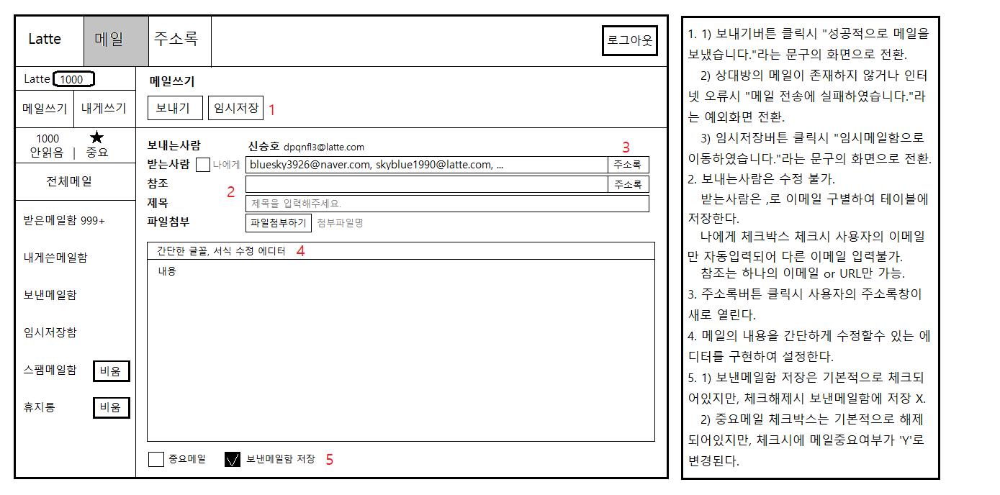 Latte
메일
주소록
로그아웃
Latte 1000
메일쓰기
내게쓰기
1000
안읽음 | 중요
전체메일
받은메일함 999+
내게쓴메일함
보낸메일함
임시저장함
스팸메일함 비움
휴지통 비움
메일쓰기
보내기 임시저장 1
보내는사람 신승호 dpqnfl3@latte.com
3
받는사람 나에게 bluesky3926@naver.com, skyblue1990@latte.com, ... 주소록
참조 주소록
2
제목 제목을 입력해주세요.
파일첨부 파일첨부하기 첨부파일명
간단한 글꼴, 서식 수정 에디터 4
내용
중요메일 보낸메일함 저장 5
1. 1) 보내기버튼 클릭시 "성공적으로 메일을
보냈습니다."라는 문구의 화면으로 전환.
2) 상대방의 메일이 존재하지 않거나 인터
넷 오류시 "메일 전송에 실패하였습니다."라
는 예외화면 전환.
3) 임시저장버튼 클릭시 "임시메일함으로
이동하였습니다."라는 문구의 화면으로 전환.
2. 보내는사람은 수정 불가.
받는사람은 ,로 이메일 구별하여 테이블에
저장한다.
나에게 체크박스 체크시 사용자의 이메일
만 자동입력되어 다른 이메일 입력불가.
참조는 하나의 이메일 or URL만 가능.
3. 주소록버튼 클릭시 사용자의 주소록창이
새로 열린다.
4. 메일의 내용을 간단하게 수정할수 있는 에
디터를 구현하여 설정한다.
5. 1) 보낸메일함 저장은 기본적으로 체크되
어있지만, 체크해제시 보낸메일함에 저장 X.
2) 중요메일 체크박스는 기본적으로 해제
되어있지만, 체크시에 메일중요여부가 'Y'로
변경된다.